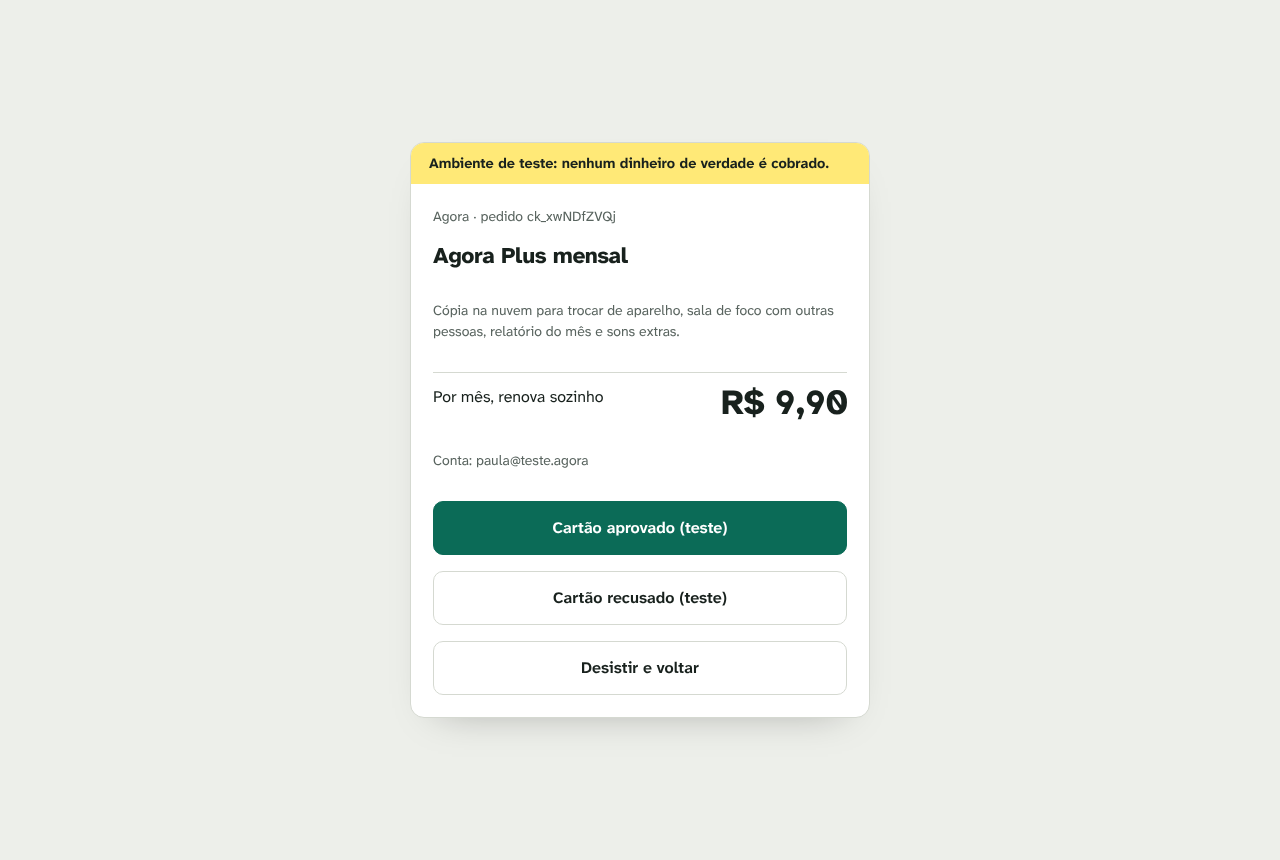 Ambiente de teste: nenhum dinheiro de verdade é cobrado.
Agora · pedido ck_xwNDfZVQj
Agora Plus mensal
Cópia na nuvem para trocar de aparelho, sala de foco com outras
pessoas, relatório do mês e sons extras.
Por mês, renova sozinho
R$ 9,90
Conta: paula@teste.agora
Cartão aprovado (teste)
Cartão recusado (teste)
Desistir e voltar